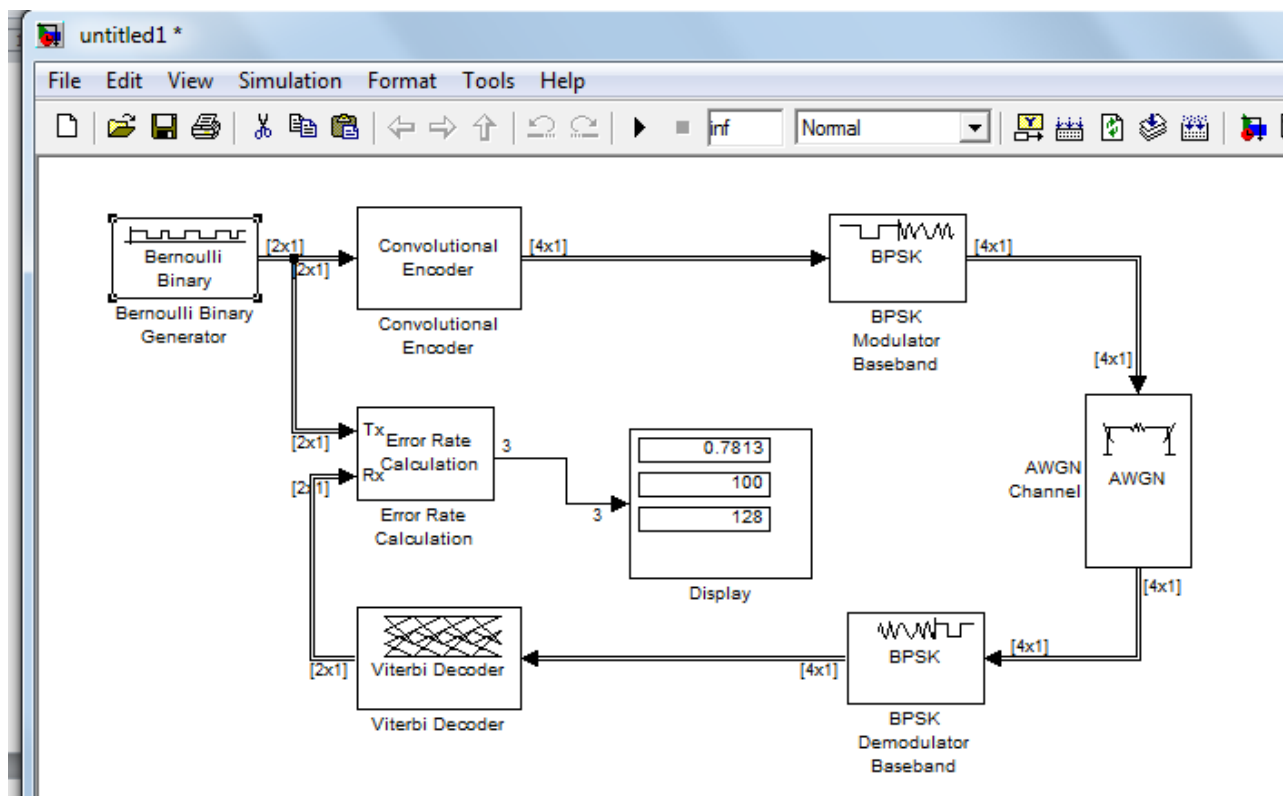 untitled1 *
File Edit View Simulation Format Tools Help
inf Normal
Bernoulli
Binary
Bernoulli Binary
Generator
[2x1]
[2x1]
Convolutional
Encoder
Convolutional
Encoder
[4x1]
BPSK
BPSK
Modulator
Baseband
[4x1]
[4x1]
AWGN
Channel
AWGN
[4x1]
[2x1]
Tx
Rx
Error Rate
Calculation
[2x1]
Error Rate
Calculation
3
3
0.7813
100
128
Display
Viterbi Decoder
Viterbi Decoder
[2x1]
[4x1]
BPSK
[4x1]
BPSK
Demodulator
Baseband